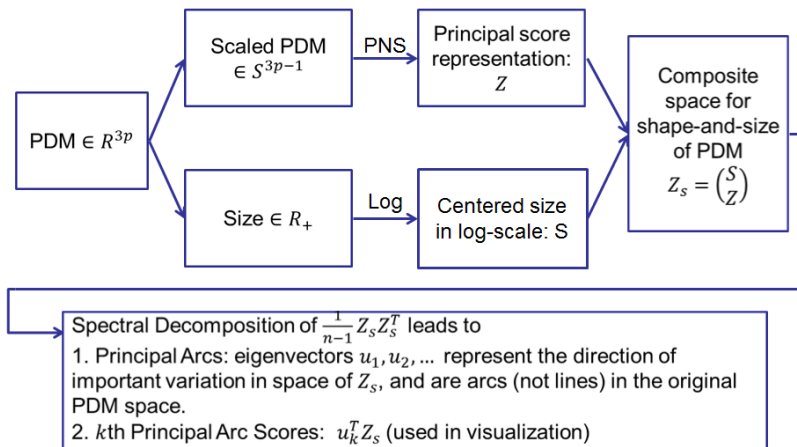 PDM ∈ R^{3p}
Scaled PDM
∈ S^{3p−1}
PNS
Principal score
representation:
Z
Size ∈ R_+
Log
Centered size
in log-scale: S
Composite
space for
shape-and-size
of PDM
Z_s = (S Z)
Spectral Decomposition of 1/(n−1) Z_s Z_s^T leads to
1. Principal Arcs: eigenvectors u_1, u_2, ... represent the direction of
important variation in space of Z_s, and are arcs (not lines) in the original
PDM space.
2. kth Principal Arc Scores: u_k^T Z_s (used in visualization)